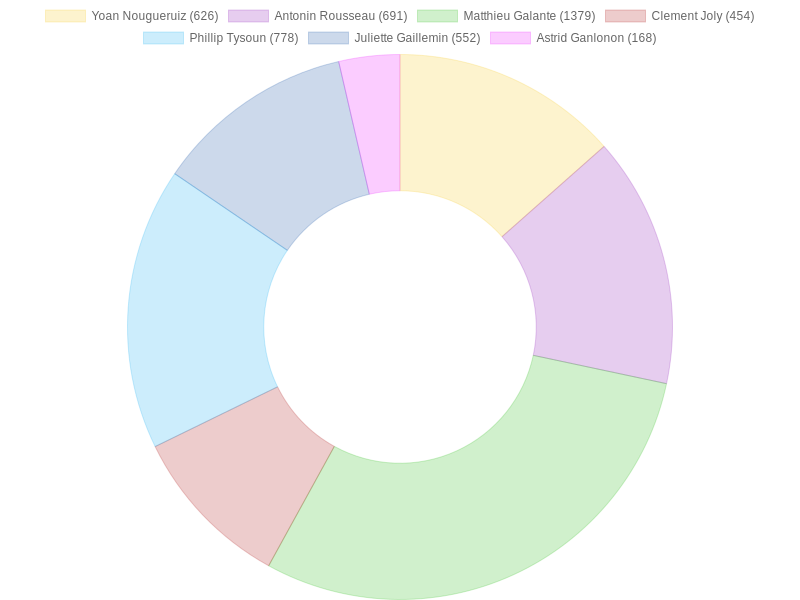 Yoan Nougueruiz (626) Antonin Rousseau (691) Matthieu Galante (1379) Clement Joly (454)
Phillip Tysoun (778) Juliette Gaillemin (552) Astrid Ganlonon (168)